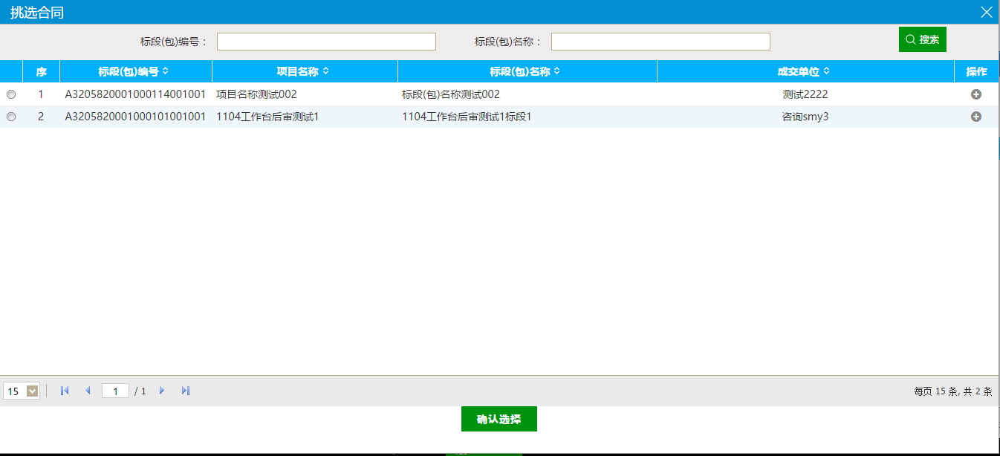 挑选合同
标段(包)编号： 标段(包)名称： 搜索
序 标段(包)编号 项目名称 标段(包)名称 成交单位 操作
1 A3205820001000114001001 项目名称测试002 标段(包)名称测试002 测试2222
2 A3205820001000101001001 1104工作台后审测试1 1104工作台后审测试1标段1 咨询smy3
15 1 / 1 每页 15 条, 共 2 条
确认选择